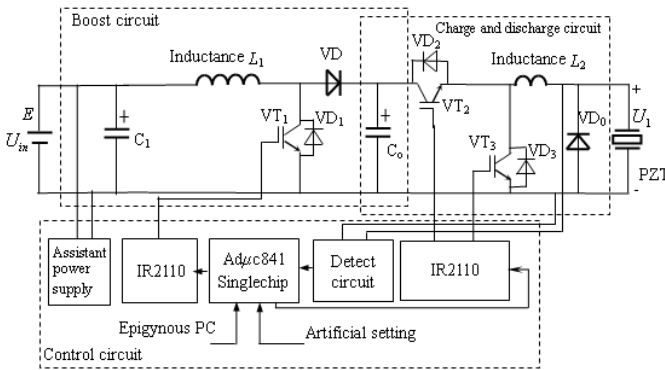 Boost circuit
Charge and discharge circuit
Inductance L1
VD
VD2
Inductance L2
E
Uin
+
C1
VT1
VD1
+
Co
VT2
VT3
VD3
VD0
+
U1
PZT
-
Assistant
power
supply
IR2110
Adμc841
Singlechip
Detect
circuit
IR2110
Epigynous PC
Artificial setting
Control circuit